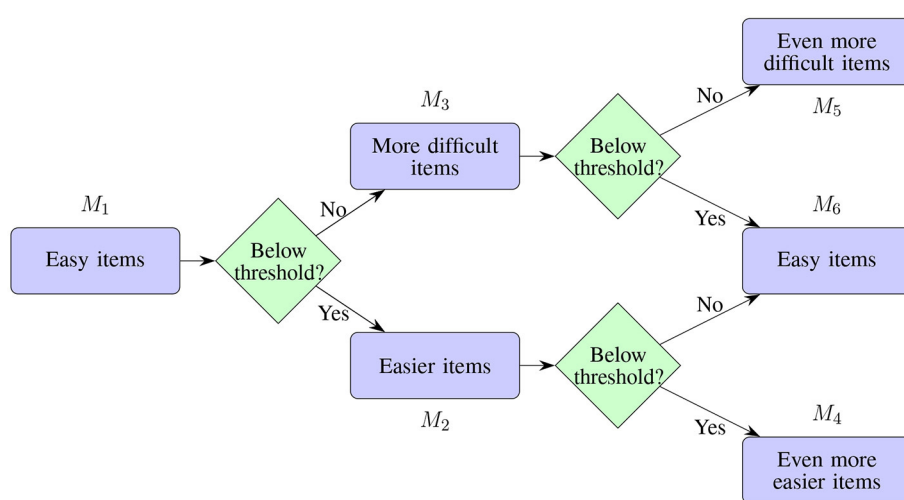 Even more
difficult items
No
M₅
M₃
More difficult
items
Below
threshold?
Yes
M₁
Easy items
Below
threshold?
No
Yes
M₆
Easy items
No
Easier items
M₂
Below
threshold?
Yes
M₄
Even more
easier items